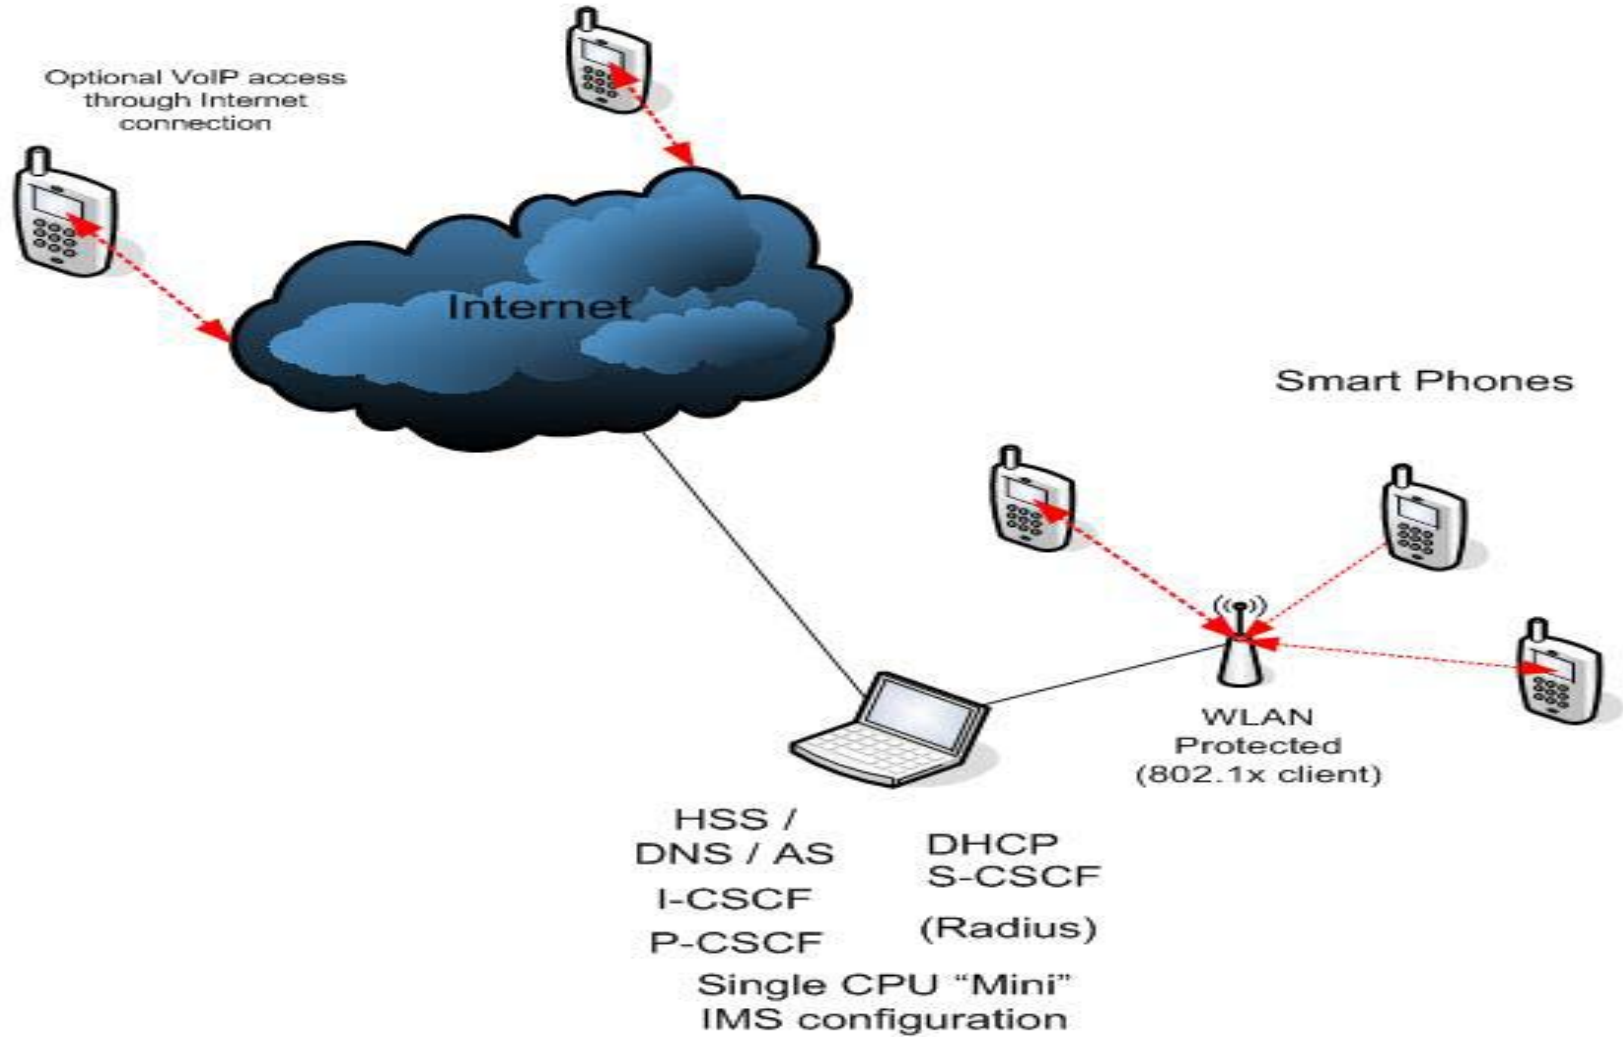 Optional VoIP access
through Internet
connection
Internet
Smart Phones
WLAN
Protected
(802.1x client)
HSS /
DNS / AS
I-CSCF
P-CSCF
DHCP
S-CSCF
(Radius)
Single CPU “Mini”
IMS configuration